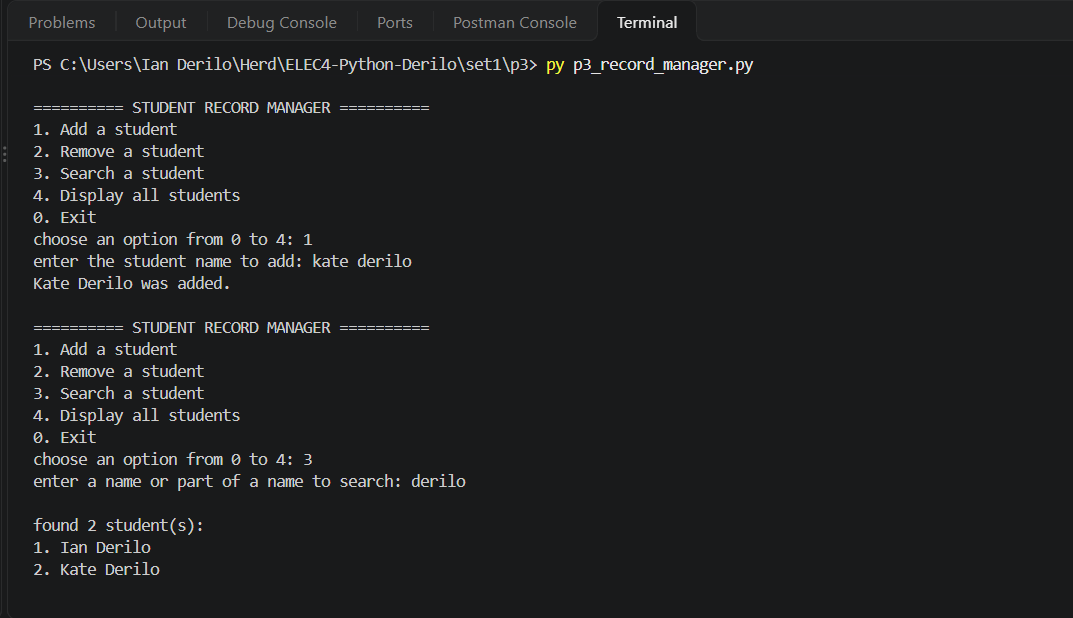 Problems Output Debug Console Ports Postman Console Terminal
PS C:\Users\Ian Derilo\Herd\ELEC4-Python-Derilo\set1\p3> py p3_record_manager.py
========== STUDENT RECORD MANAGER ==========
1. Add a student
2. Remove a student
3. Search a student
4. Display all students
0. Exit
choose an option from 0 to 4: 1
enter the student name to add: kate derilo
Kate Derilo was added.
========== STUDENT RECORD MANAGER ==========
1. Add a student
2. Remove a student
3. Search a student
4. Display all students
0. Exit
choose an option from 0 to 4: 3
enter a name or part of a name to search: derilo
found 2 student(s):
1. Ian Derilo
2. Kate Derilo